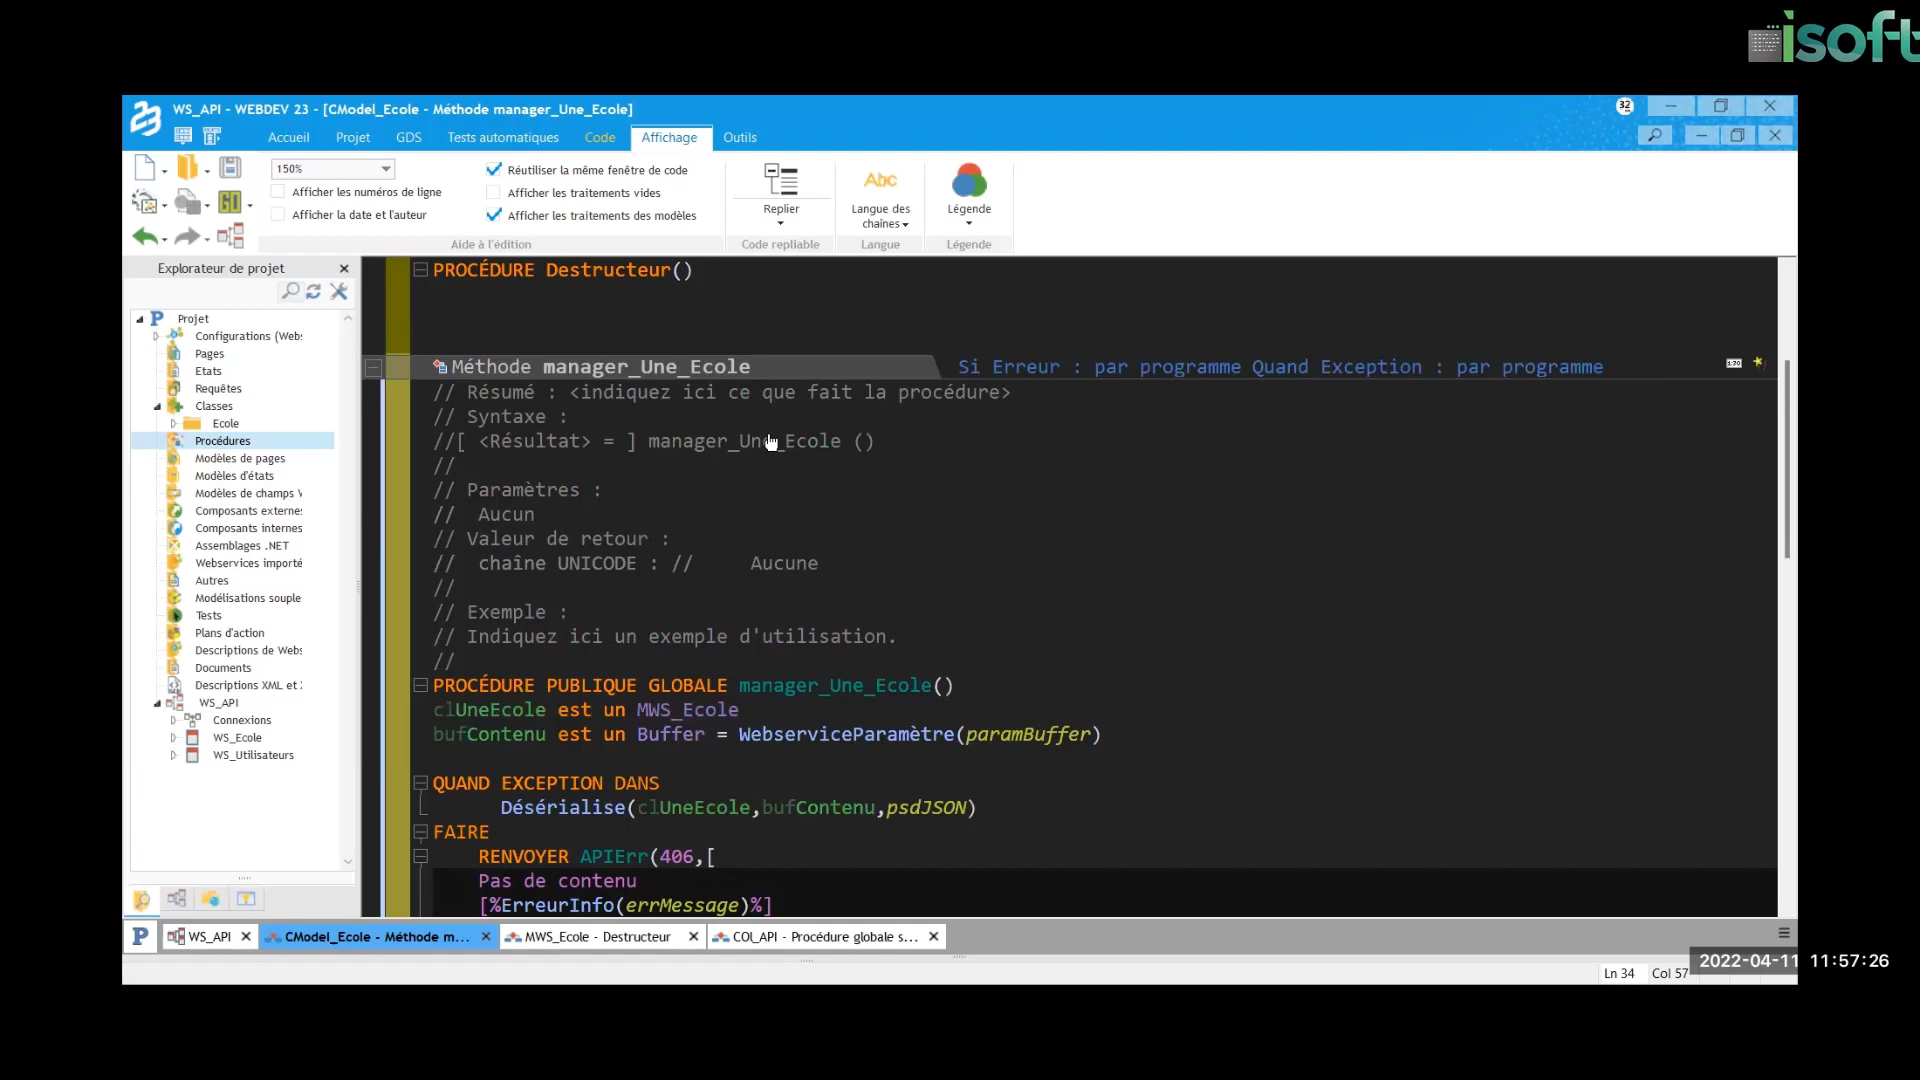 isoft
WS_API - WEBDEV 23 - [CModel_Ecole - Méthode manager_Une_Ecole]
32
Accueil Projet GDS Tests automatiques Code Affichage Outils
150%
Afficher les numéros de ligne
Afficher la date et l'auteur
Réutiliser la même fenêtre de code
Afficher les traitements vides
Afficher les traitements des modèles
Aide à l'édition
Replier
Code repliable
Abc
Langue des
chaînes
Langue
Légende
Légende
GO
Explorateur de projet
Projet
Configurations (Webs
Pages
Etats
Requêtes
Classes
Ecole
Procédures
Modèles de pages
Modèles d'états
Modèles de champs
Composants externe
Composants internes
Assemblages .NET
Webservices importé
Autres
Modélisations souple
Tests
Plans d'action
Descriptions de Webs
Documents
Descriptions XML et
WS_API
Connexions
WS_Ecole
WS_Utilisateurs
PROCÉDURE Destructeur()
Méthode manager_Une_Ecole Si Erreur : par programme Quand Exception : par programme
// Résumé : <indiquez ici ce que fait la procédure>
// Syntaxe :
//[ <Résultat> = ] manager_Une_Ecole ()
//
// Paramètres :
// Aucun
// Valeur de retour :
// chaîne UNICODE : // Aucune
//
// Exemple :
// Indiquez ici un exemple d'utilisation.
//
PROCÉDURE PUBLIQUE GLOBALE manager_Une_Ecole()
clUneEcole est un MWS_Ecole
bufContenu est un Buffer = WebserviceParamètre(paramBuffer)
QUAND EXCEPTION DANS
Désérialise(clUneEcole,bufContenu,psdJSON)
FAIRE
RENVOYER APIErr(406,[
Pas de contenu
[%ErreurInfo(errMessage)%]
WS_API CModel_Ecole - Méthode m... MWS_Ecole - Destructeur COL_API - Procédure globale s...
Ln 34 Col 57
2022-04-11 11:57:26